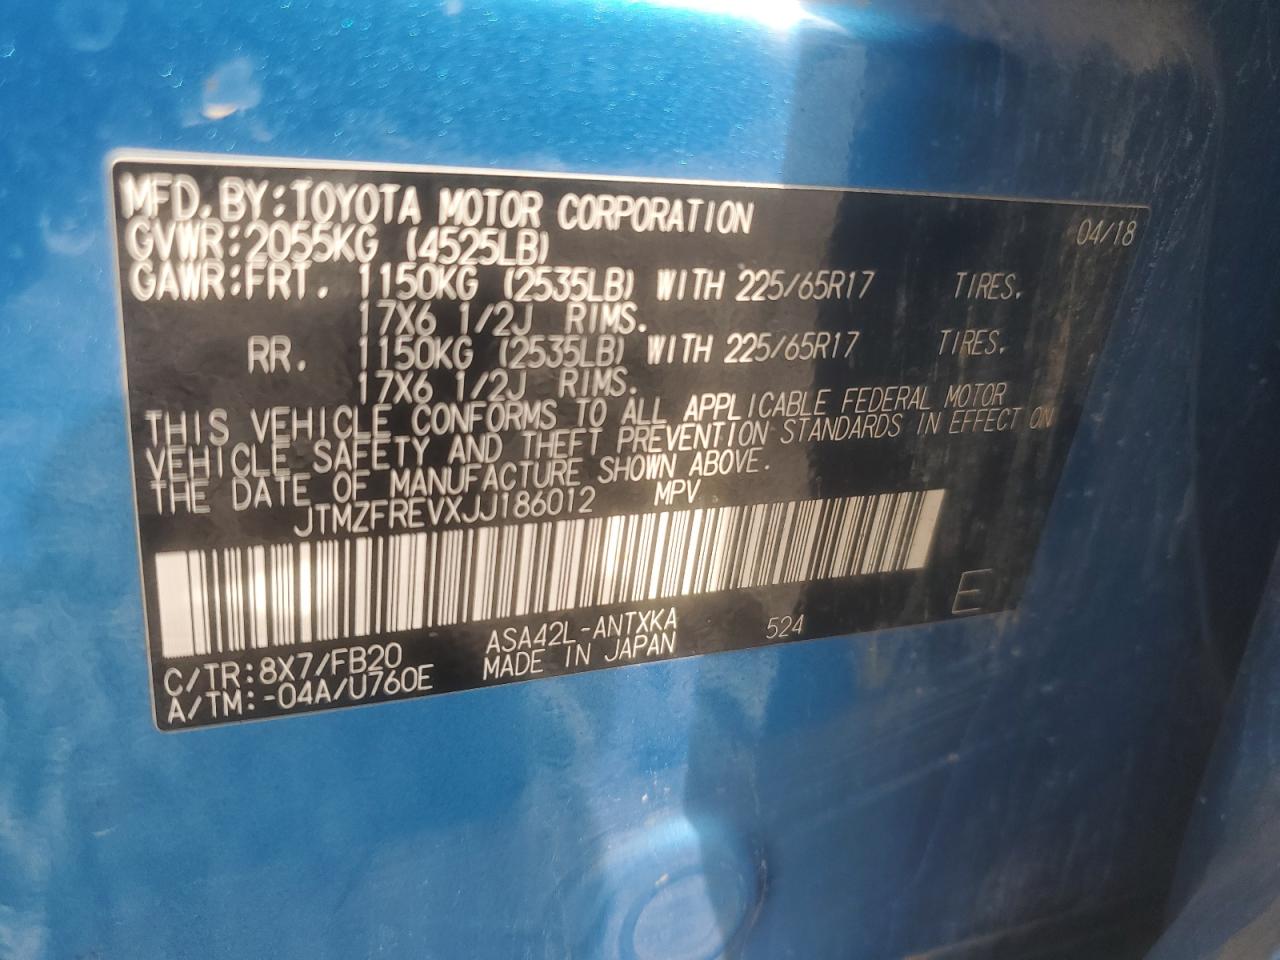 MFD.BY:TOYOTA MOTOR CORPORATION 04/18
GVWR:2055KG (4525LB)
GAWR:FRT. 1150KG (2535LB) WITH 225/65R17 TIRES.
17X6 1/2J RIMS.
RR. 1150KG (2535LB) WITH 225/65R17 TIRES.
17X6 1/2J RIMS.
THIS VEHICLE CONFORMS TO ALL APPLICABLE FEDERAL MOTOR
VEHICLE SAFETY AND THEFT PREVENTION STANDARDS IN EFFECT ON
THE DATE OF MANUFACTURE SHOWN ABOVE.
JTMZFREVXJJ186012 MPV
E
C/TR:8X7/FB20 ASA42L-ANTXKA 524
A/TM:-04A/U760E MADE IN JAPAN